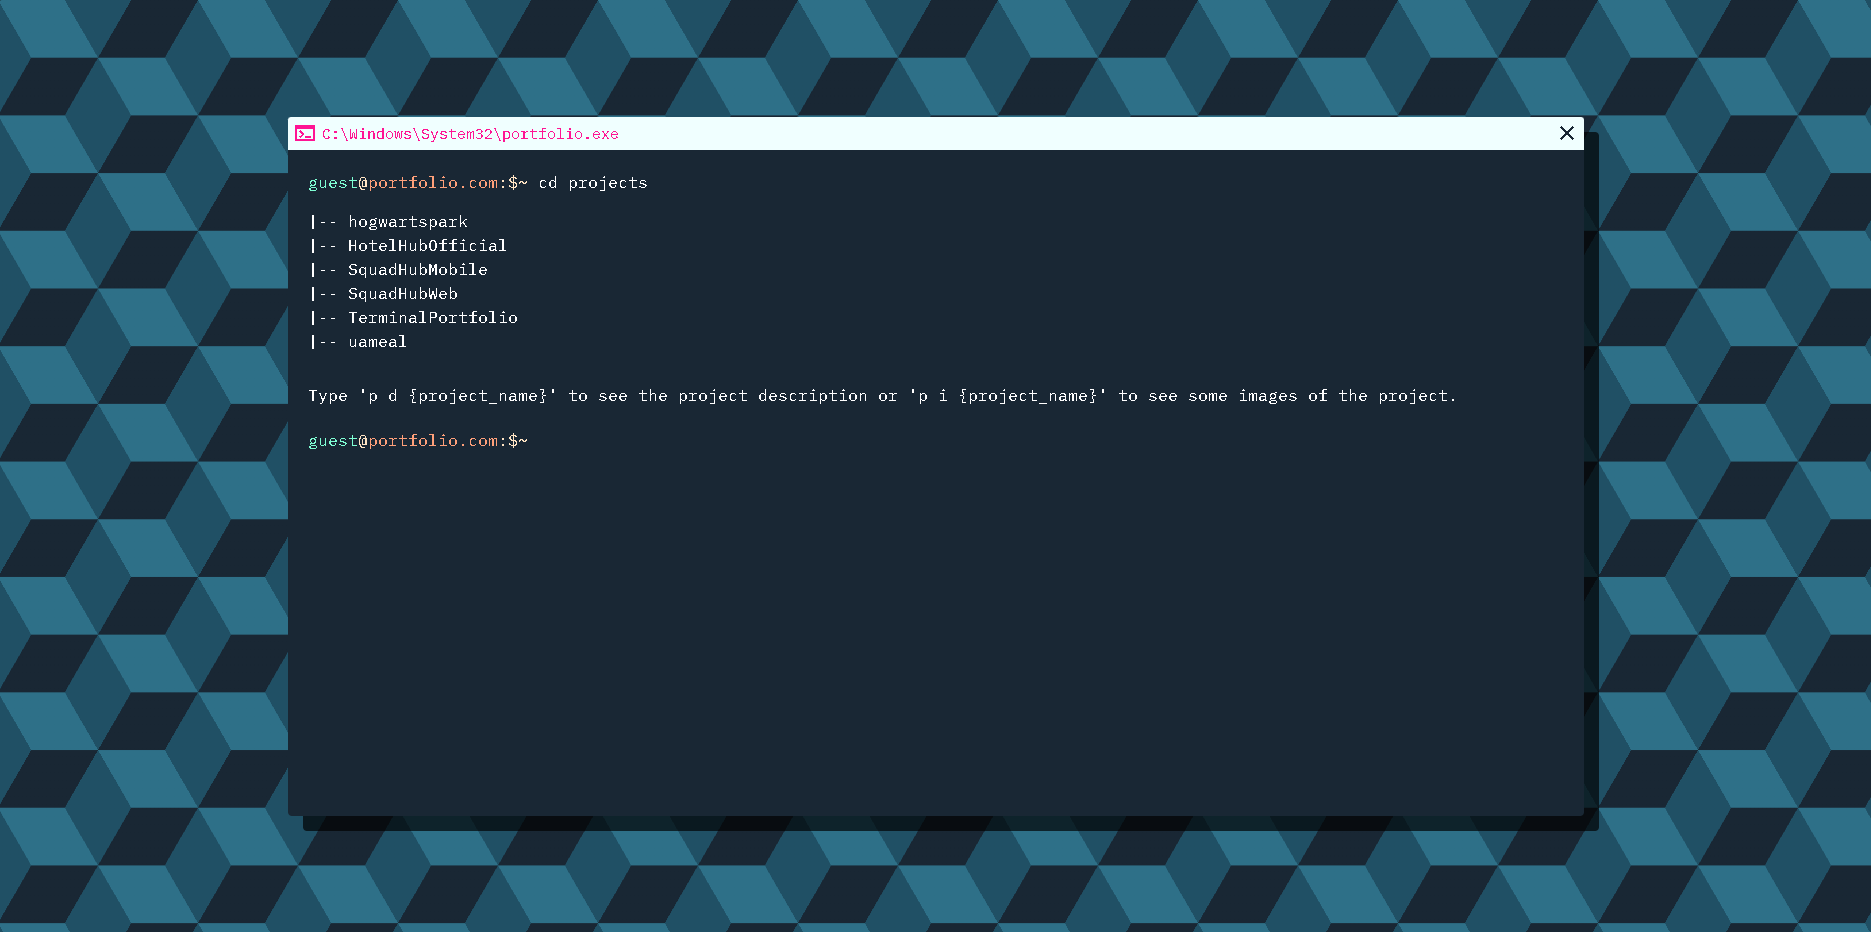 C:\Windows\System32\portfolio.exe
guest@portfolio.com:$~ cd projects
|-- hogwartspark
|-- HotelHubOfficial
|-- SquadHubMobile
|-- SquadHubWeb
|-- TerminalPortfolio
|-- uameal
Type 'p d {project_name}' to see the project description or 'p i {project_name}' to see some images of the project.
guest@portfolio.com:$~